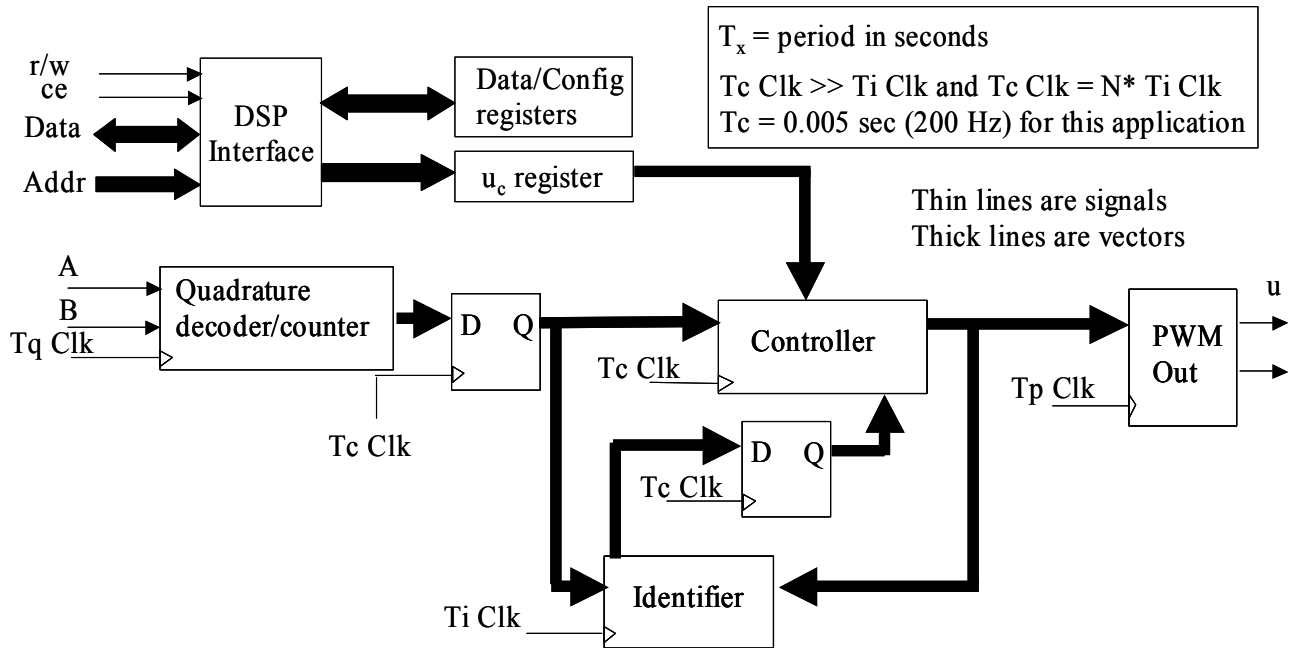 T_x = period in seconds
Tc Clk >> Ti Clk and Tc Clk = N* Ti Clk
Tc = 0.005 sec (200 Hz) for this application
r/w
ce
Data
Addr
DSP
Interface
Data/Config
registers
u_c register
Thin lines are signals
Thick lines are vectors
A
B
Tq Clk
Quadrature
decoder/counter
D Q
Tc Clk
Controller
Tc Clk
PWM
Out
Tp Clk
u
D Q
Tc Clk
Identifier
Ti Clk